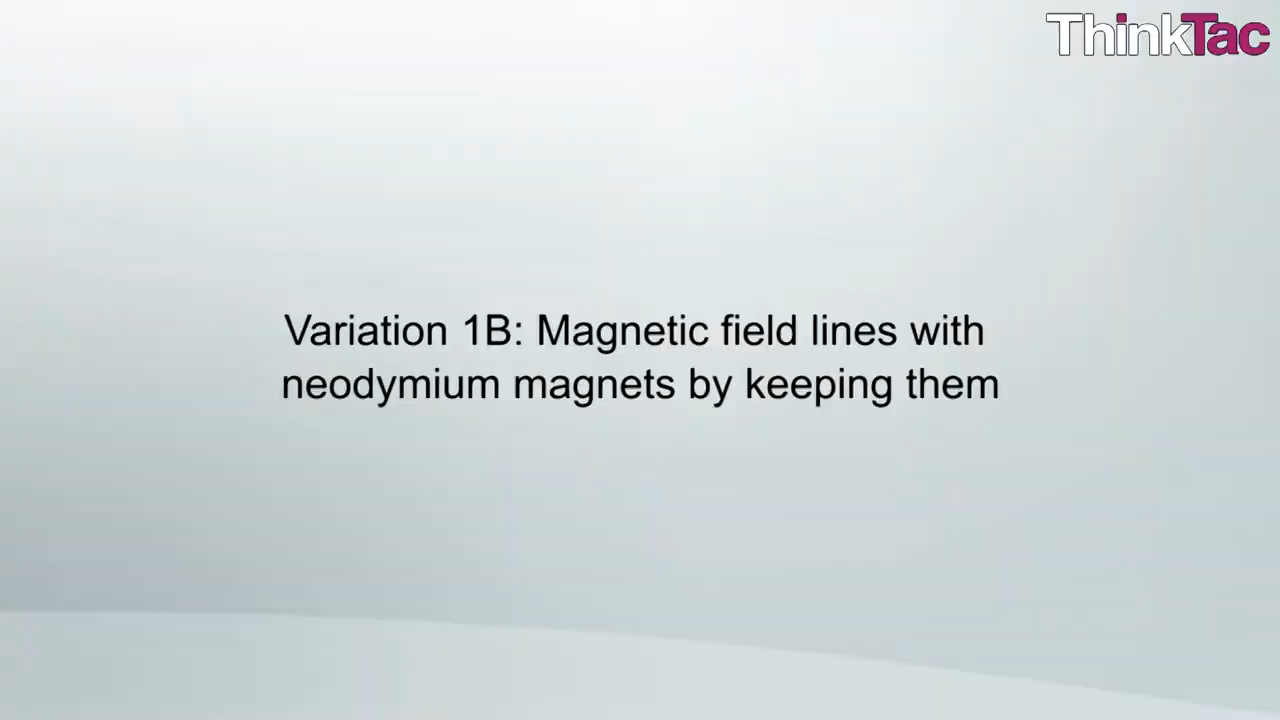 ThinkTac
Variation 1B: Magnetic field lines with
neodymium magnets by keeping them